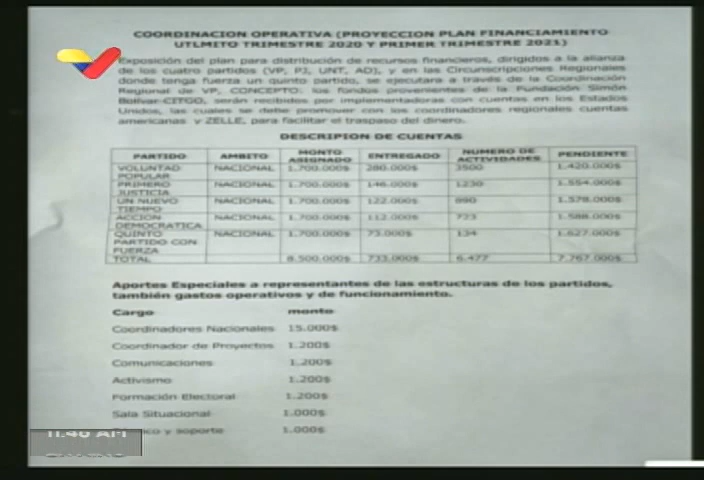 COORDINACION OPERATIVA (PROYECCION PLAN FINANCIAMIENTO
UTLMITO TRIMESTRE 2020 Y PRIMER TRIMESTRE 2021)
Exposición del plan para distribución de recursos financieros, dirigidos a la alianza
de los cuatro partidos (VP, PJ, UNT, AD), y en las Circunscripciones Regionales
donde tenga fuerza un quinto partido, se ejecutara a través de la Coordinación
Regional de VP, CONCEPTO: los fondos provenientes de la Fundación Simón
Bolívar-CITGO, serán recibidos por implementadoras con cuentas en los Estados
Unidos, las cuales se debe promover con los coordinadores regionales cuentas
americanas y ZELLE, para facilitar el traspaso del dinero.
DESCRIPION DE CUENTAS
PARTIDO AMBITO MONTO ASIGNADO ENTREGADO NUMERO DE ACTIVIDADES PENDIENTE
VOLUNTAD POPULAR NACIONAL 1.700.000$ 280.000$ 3500 1.420.000$
PRIMERO JUSTICIA NACIONAL 1.700.000$ 146.000$ 1230 1.554.000$
UN NUEVO TIEMPO NACIONAL 1.700.000$ 122.000$ 890 1.578.000$
ACCION DEMOCRATICA NACIONAL 1.700.000$ 112.000$ 773 1.588.000$
QUINTO PARTIDO CON FUERZA NACIONAL 1.700.000$ 73.000$ 134 1.627.000$
TOTAL 8.500.000$ 733.000$ 6.477 7.767.000$
Aportes Especiales a representantes de las estructuras de los partidos,
también gastos operativos y de funcionamiento.
Cargo monto
Coordinadores Nacionales 15.000$
Coordinador de Proyectos 1.200$
Comunicaciones 1.200$
Activismo 1.200$
Formación Electoral 1.200$
Sala Situacional 1.000$
y soporte 1.000$
11:46 AM